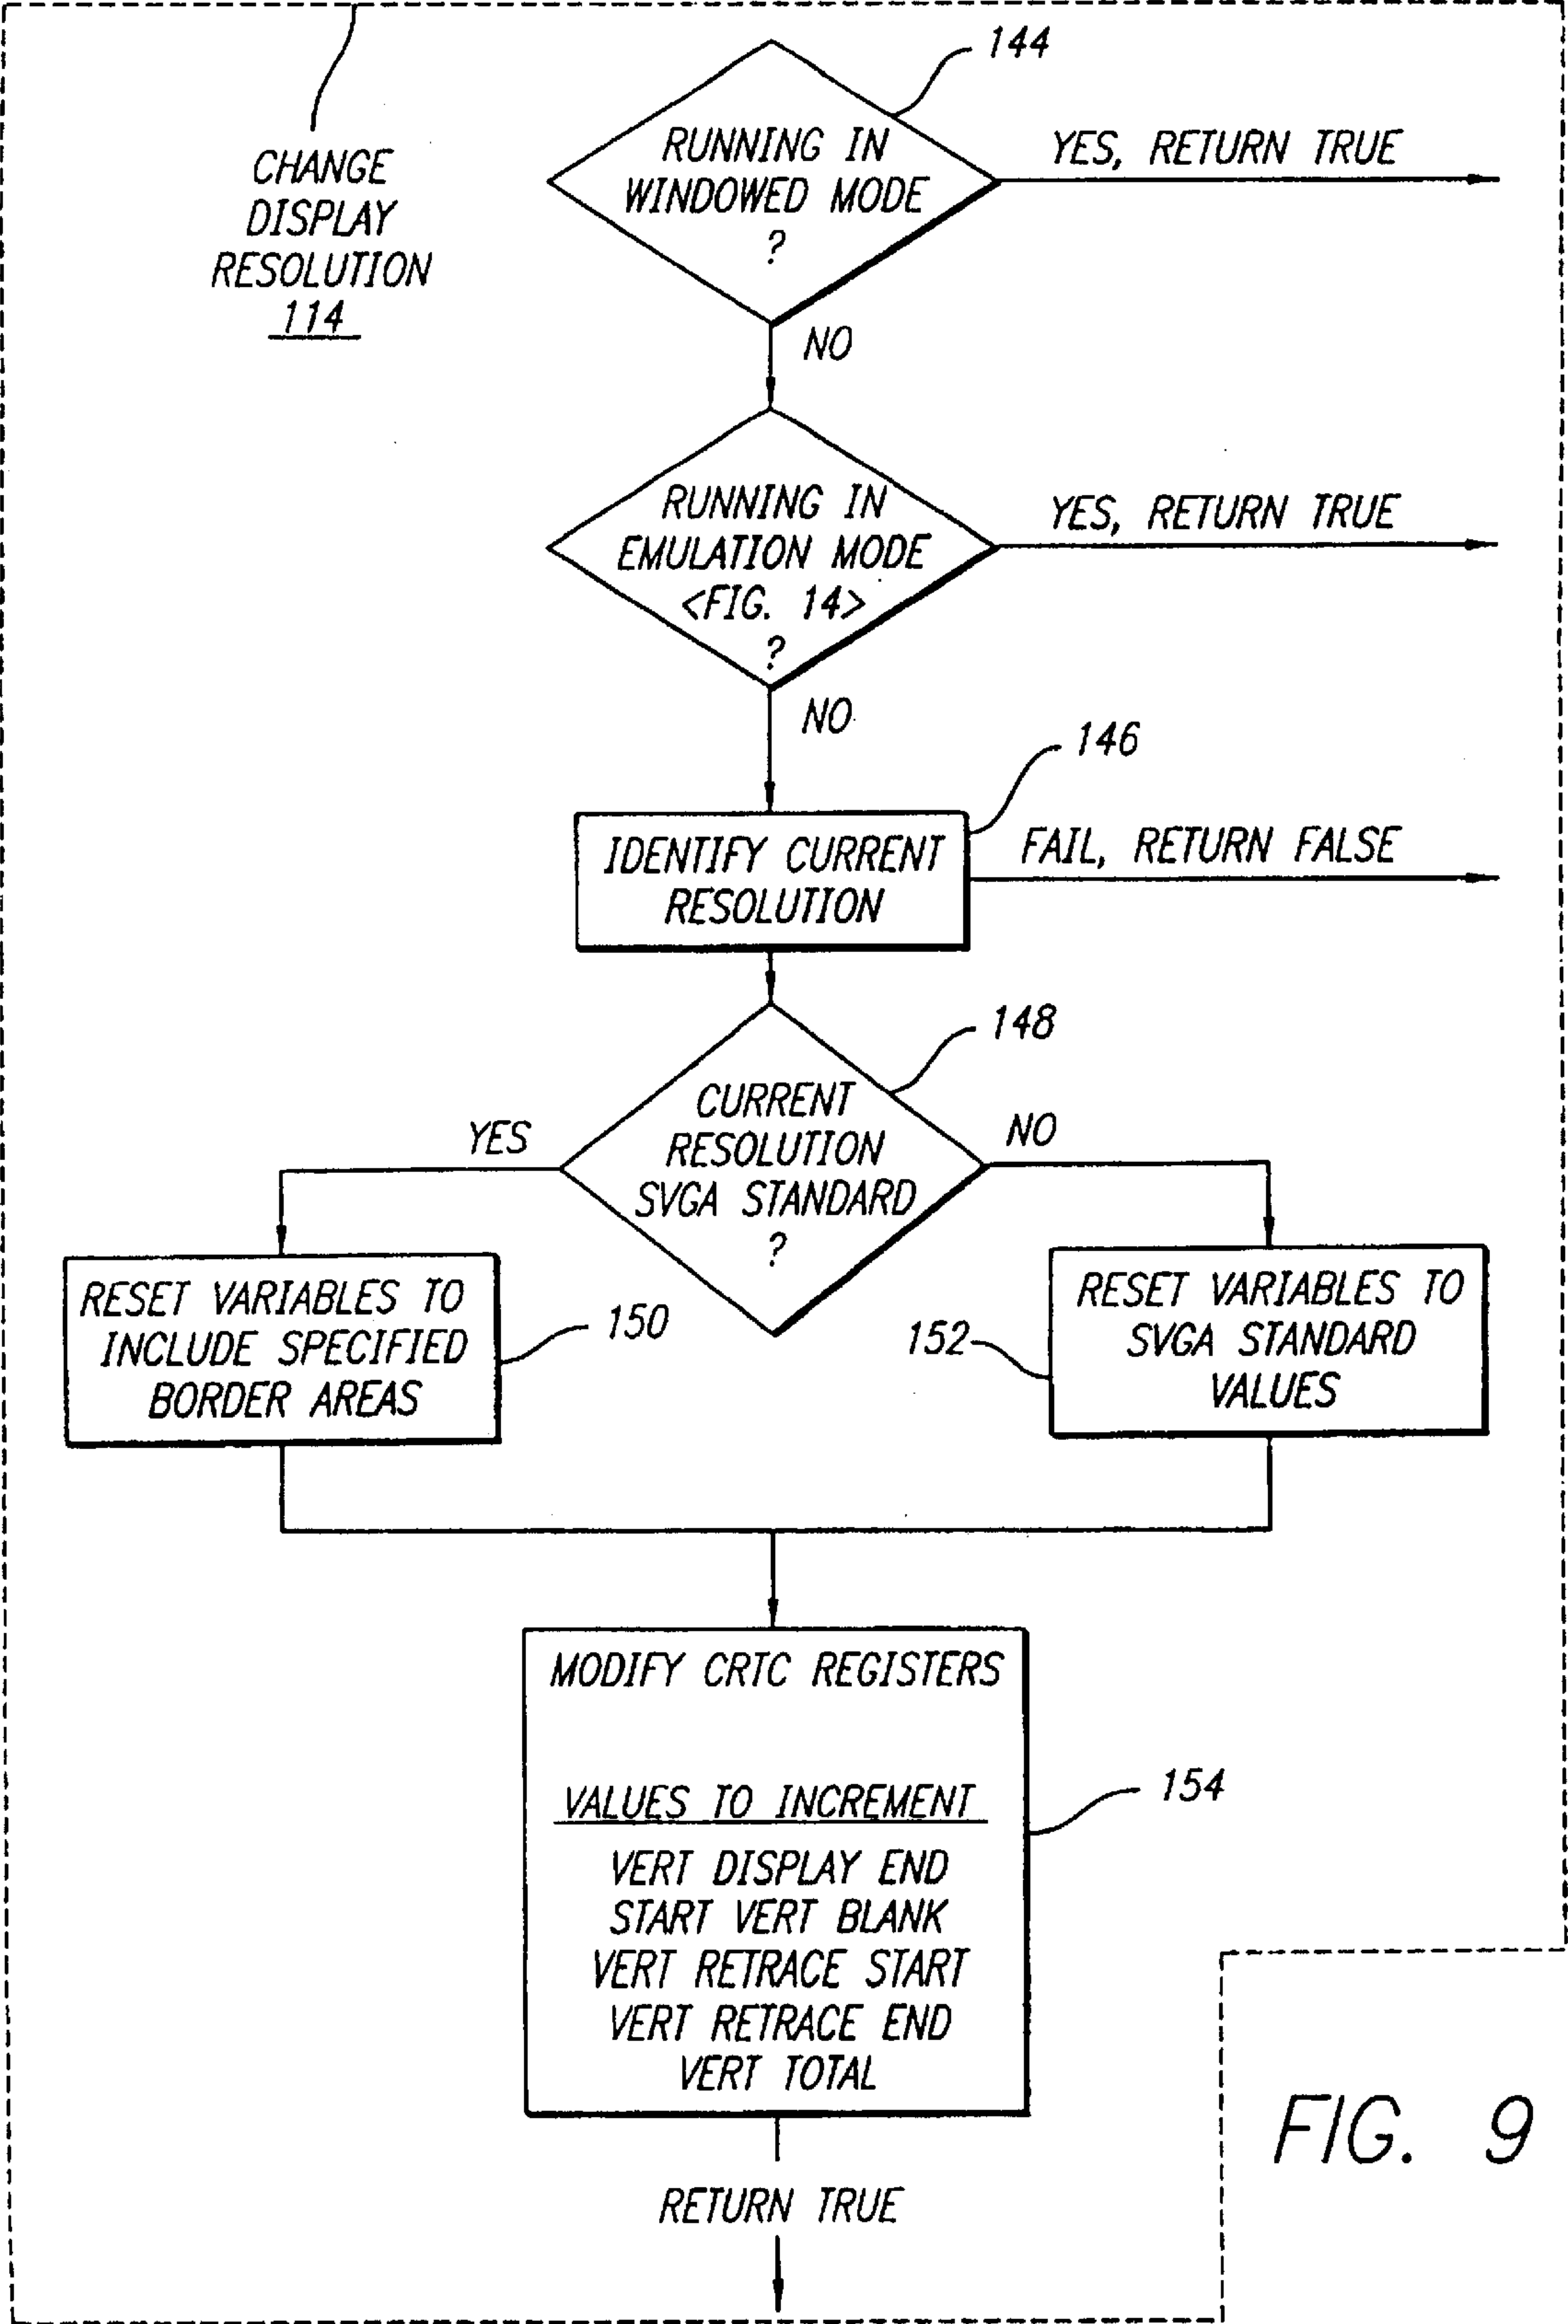 144
CHANGE
DISPLAY
RESOLUTION
114
RUNNING IN
WINDOWED MODE
?
YES, RETURN TRUE
NO
RUNNING IN
EMULATION MODE
<FIG. 14>
?
YES, RETURN TRUE
NO
146
IDENTIFY CURRENT
RESOLUTION
FAIL, RETURN FALSE
148
CURRENT
RESOLUTION
SVGA STANDARD
?
YES
NO
RESET VARIABLES TO
INCLUDE SPECIFIED
BORDER AREAS
150
152
RESET VARIABLES TO
SVGA STANDARD
VALUES
MODIFY CRTC REGISTERS
VALUES TO INCREMENT
VERT DISPLAY END
START VERT BLANK
VERT RETRACE START
VERT RETRACE END
VERT TOTAL
154
RETURN TRUE
FIG. 9